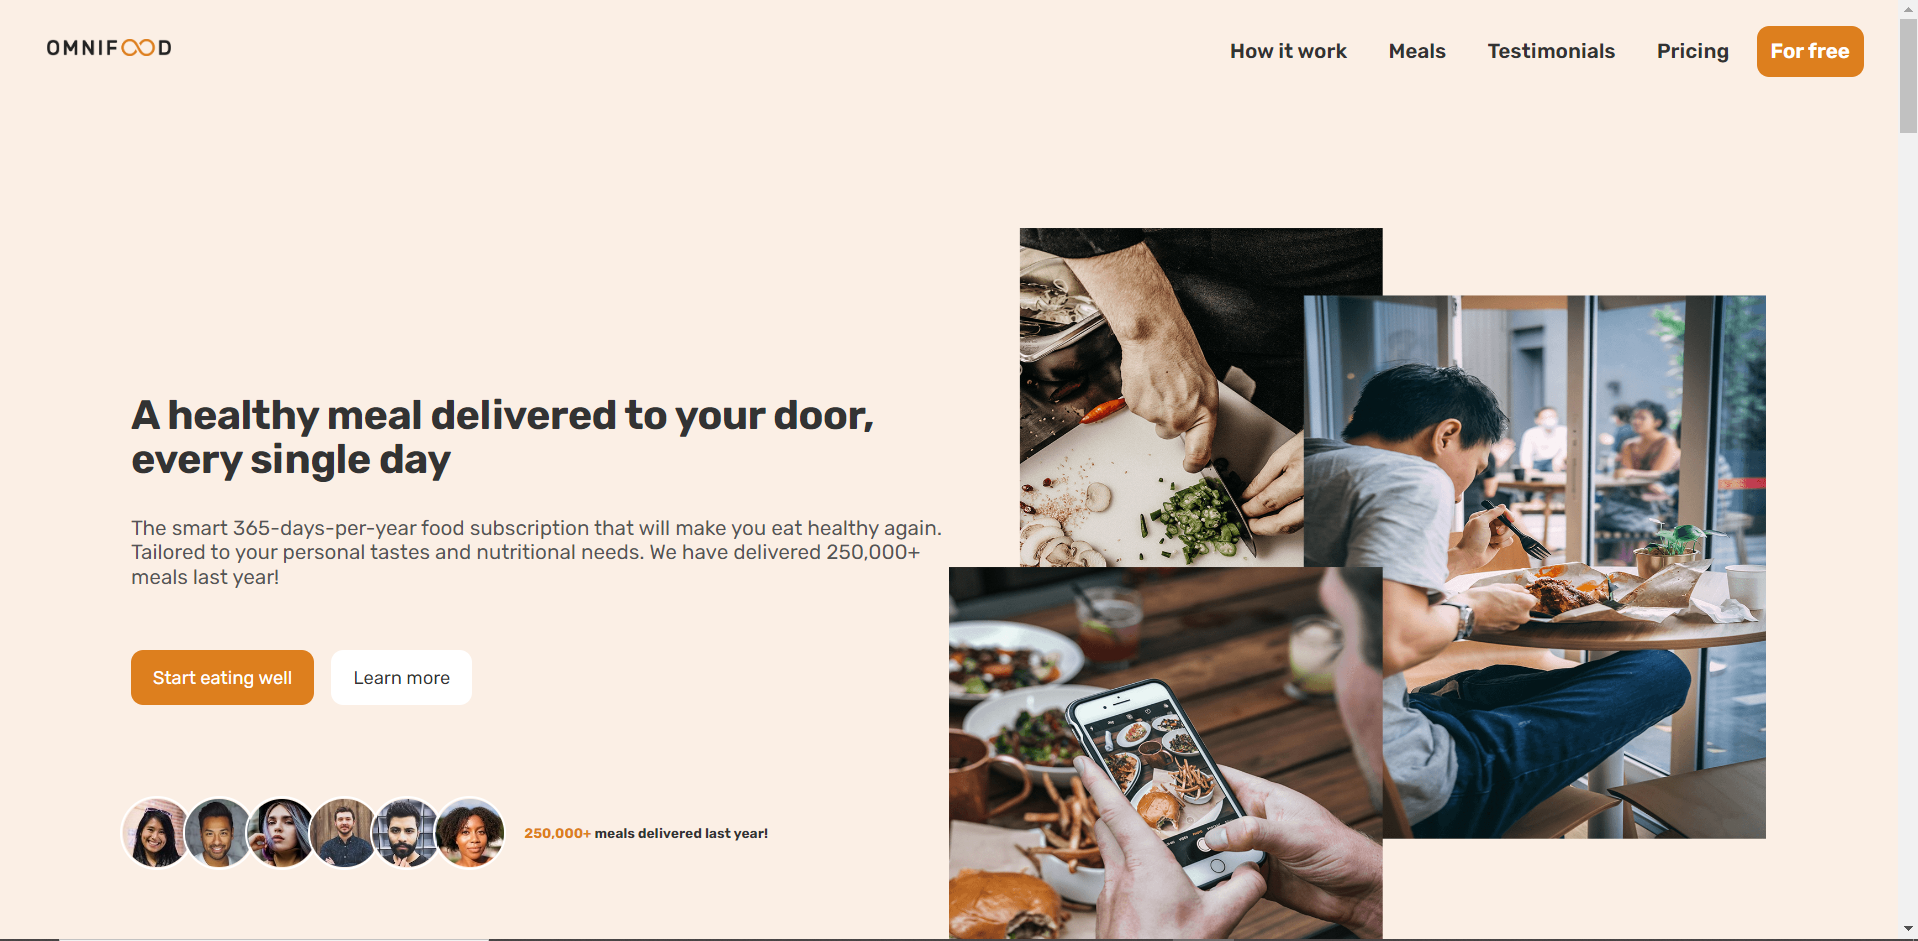 OMNIFOOD
How it work
Meals
Testimonials
Pricing
For free
A healthy meal delivered to your door,
every single day
The smart 365-days-per-year food subscription that will make you eat healthy again.
Tailored to your personal tastes and nutritional needs. We have delivered 250,000+
meals last year!
Start eating well
Learn more
250,000+ meals delivered last year!